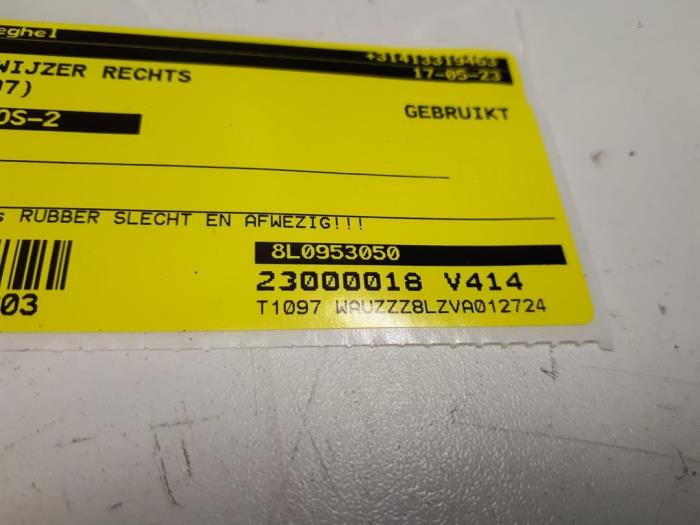 eghel
+31413319463
WIJZER RECHTS
17-05-23
97)
GEBRUIKT
OS-2
s RUBBER SLECHT EN AFWEZIG!!!
8L0953050
03
23000018 V414
T1097 WAUZZZ8LZVA012724